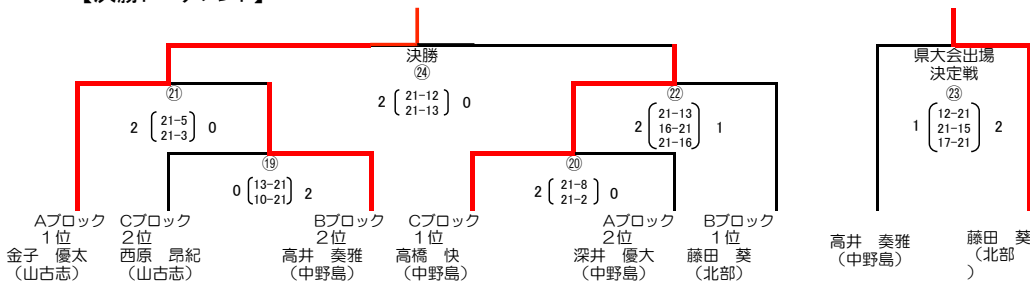 決勝
㉔
県大会出場
決定戦
㉑
㉒
㉓
2 21-12 0
21-13
2 21-5 0
21-3
2 21-13 1
16-21
21-16
1 12-21 2
21-15
17-21
⑲
⑳
0 13-21 2
10-21
2 21-8 0
21-2
Aブロック
1位
金子 優太
(山古志)
Cブロック
2位
西原 昂紀
(山古志)
Bブロック
2位
高井 奏雅
(中野島)
Cブロック
1位
高橋 快
(中野島)
Aブロック
2位
深井 優大
(中野島)
Bブロック
1位
藤田 葵
(北部)
高井 奏雅
(中野島)
藤田 葵
(北部
)